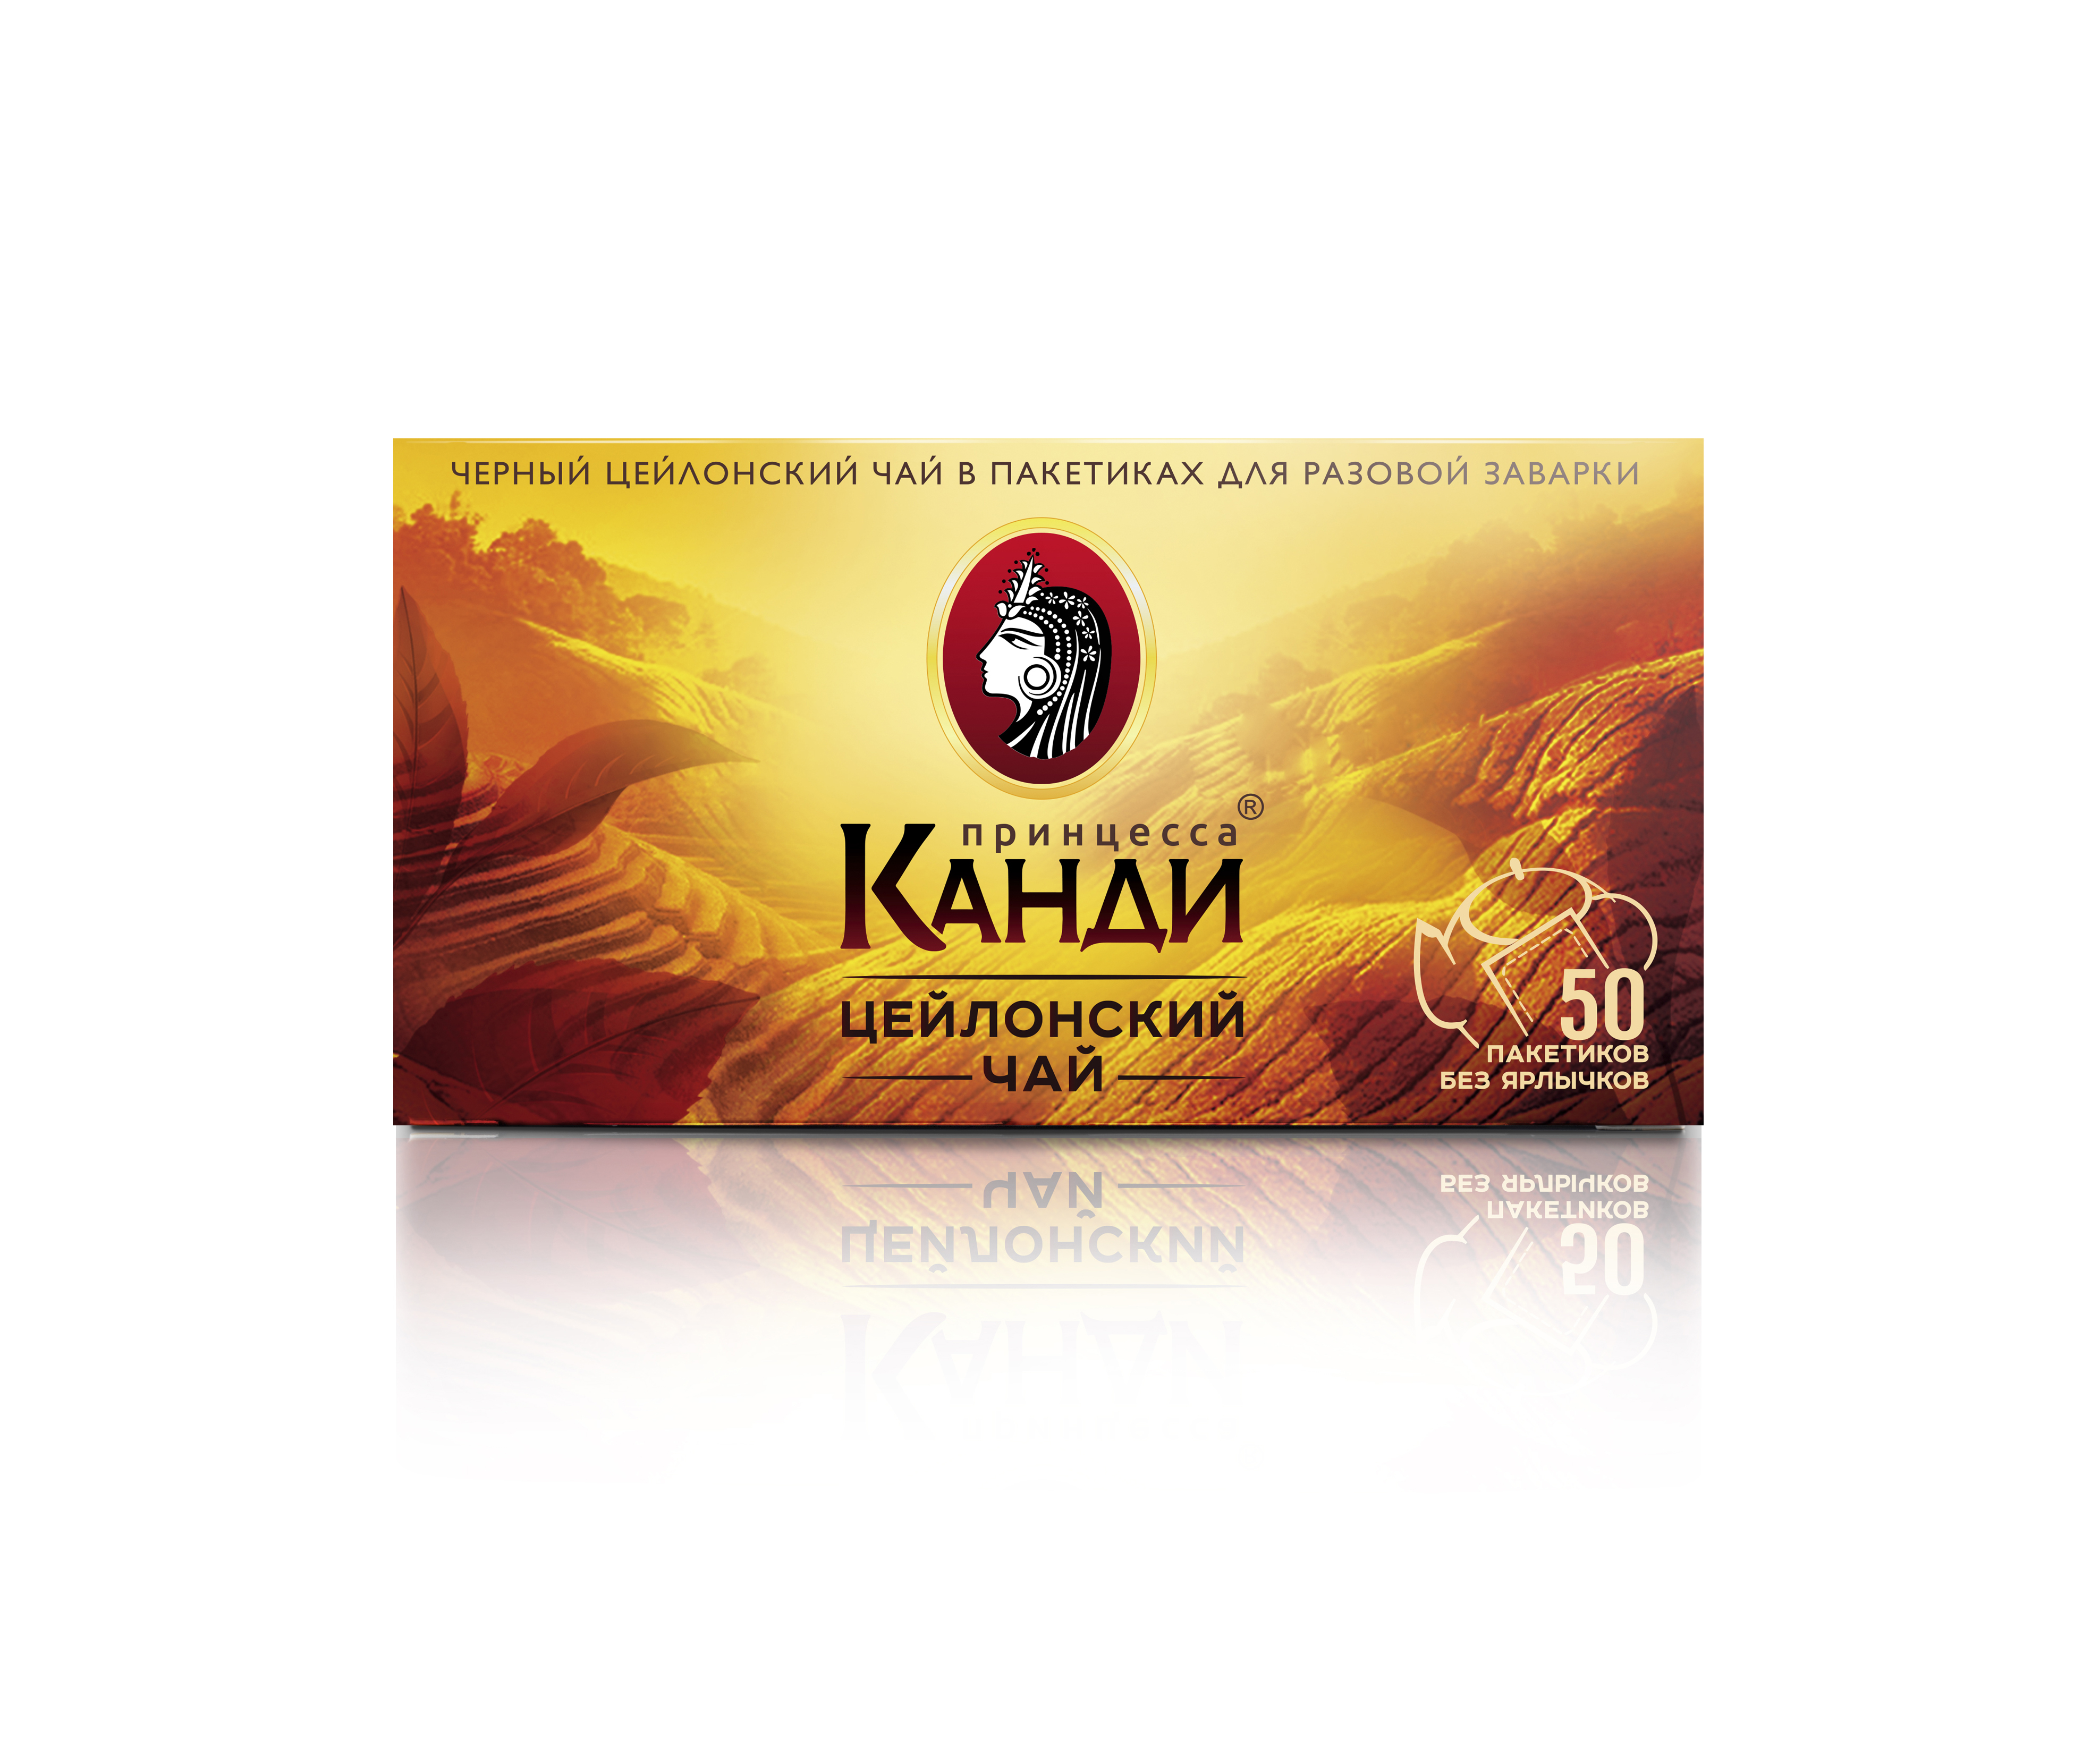 ЧЕРНЫЙ ЦЕЙЛОНСКИЙ ЧАЙ В ПАКЕТИКАХ ДЛЯ РАЗОВОЙ ЗАВАРКИ
принцесса®
КАНДИ
ЦЕЙЛОНСКИЙ
ЧАЙ
50
ПАКЕТИКОВ
БЕЗ ЯРЛЫЧКОВ